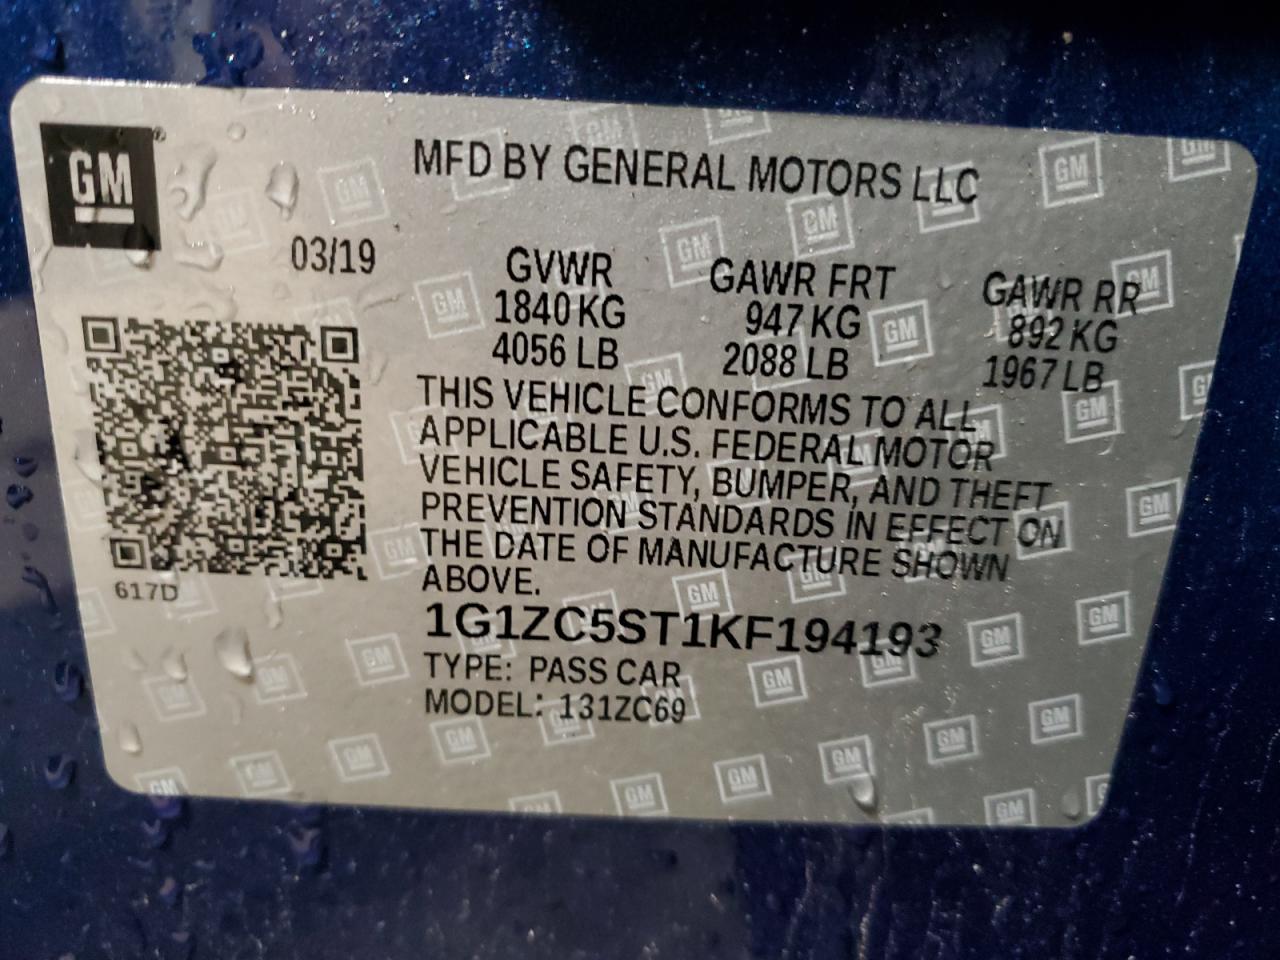 GM
MFD BY GENERAL MOTORS LLC
03/19
GVWR GAWR FRT GAWR RR
1840 KG 947 KG 892 KG
4056 LB 2088 LB 1967 LB
THIS VEHICLE CONFORMS TO ALL
APPLICABLE U.S. FEDERAL MOTOR
VEHICLE SAFETY, BUMPER, AND THEFT
PREVENTION STANDARDS IN EFFECT ON
THE DATE OF MANUFACTURE SHOWN
ABOVE.
617D
1G1ZC5ST1KF194193
TYPE: PASS CAR
MODEL: 131ZC69